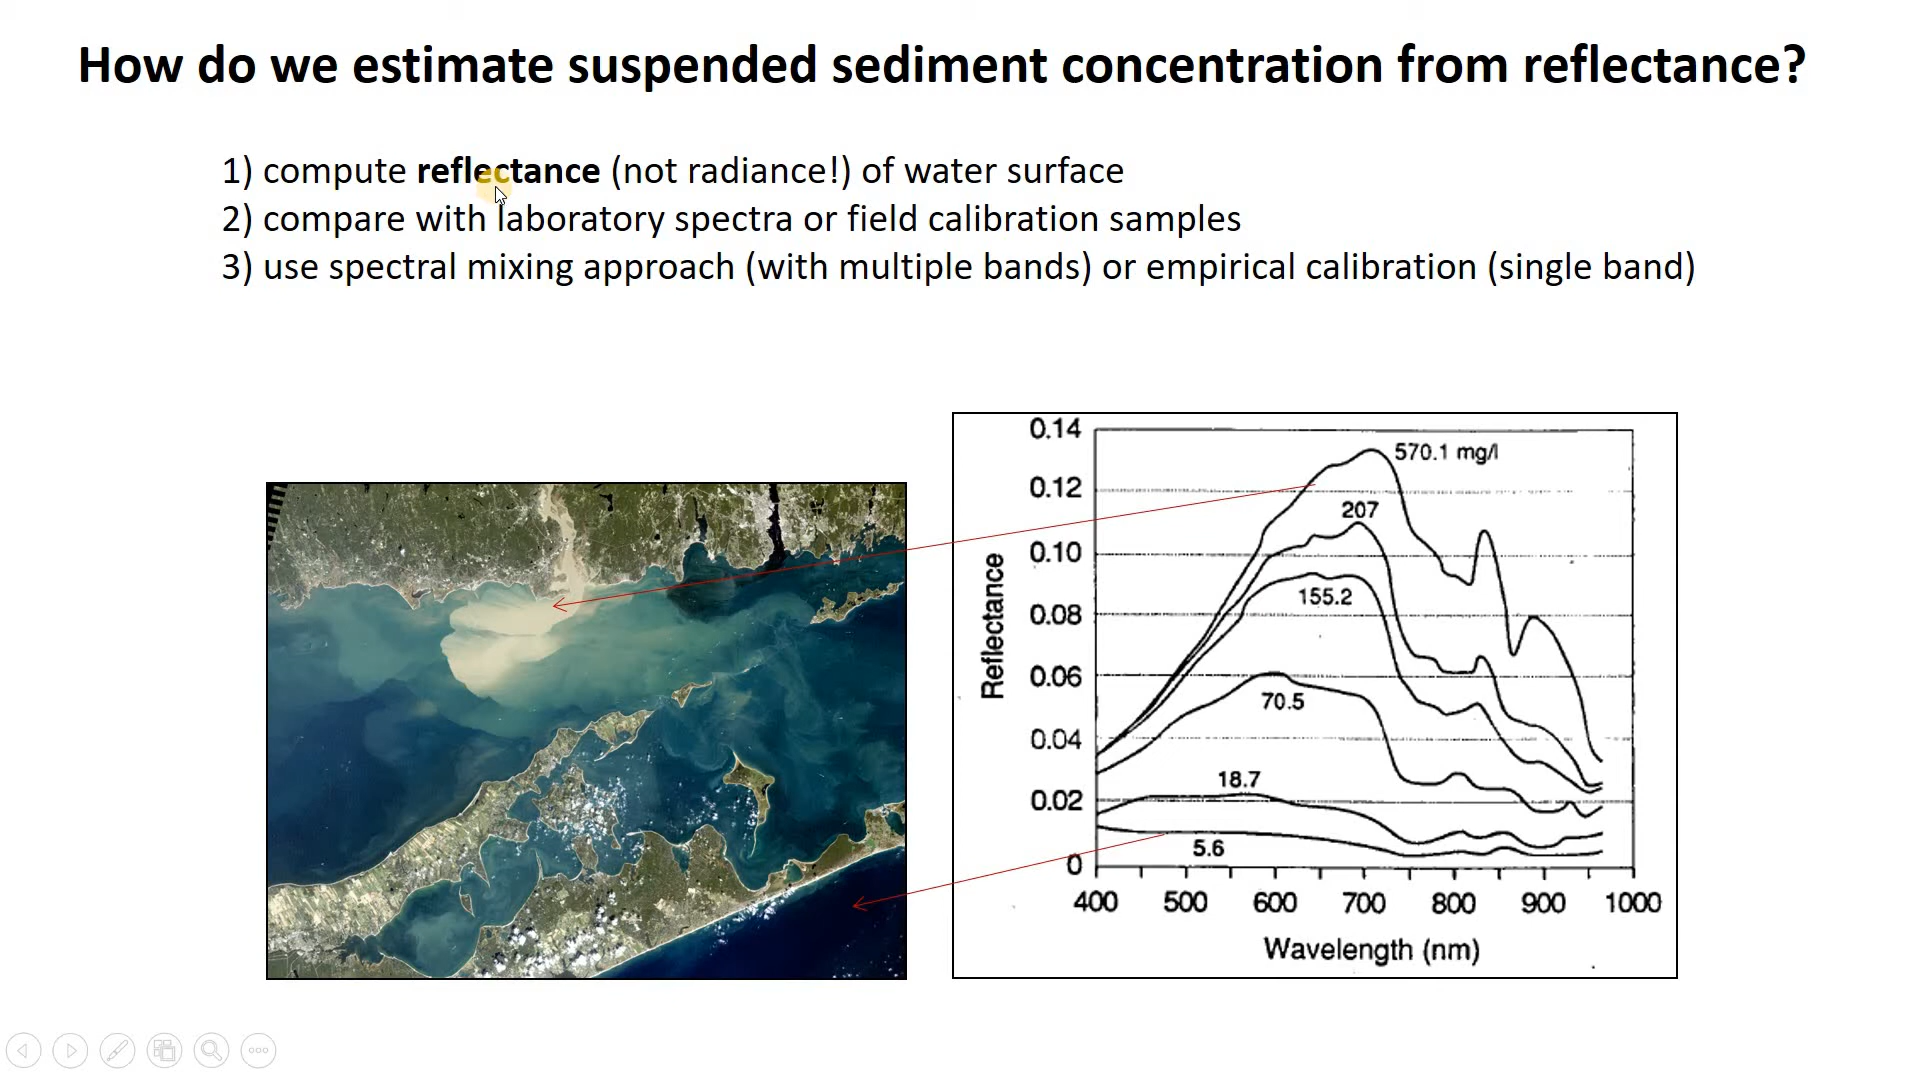 How do we estimate suspended sediment concentration from reflectance?
1) compute reflectance (not radiance!) of water surface
2) compare with laboratory spectra or field calibration samples
3) use spectral mixing approach (with multiple bands) or empirical calibration (single band)
0.14
570.1 mg/l
0.12
207
0.10
155.2
0.08
0.06
70.5
0.04
18.7
0.02
5.6
0
Reflectance
400 500 600 700 800 900 1000
Wavelength (nm)